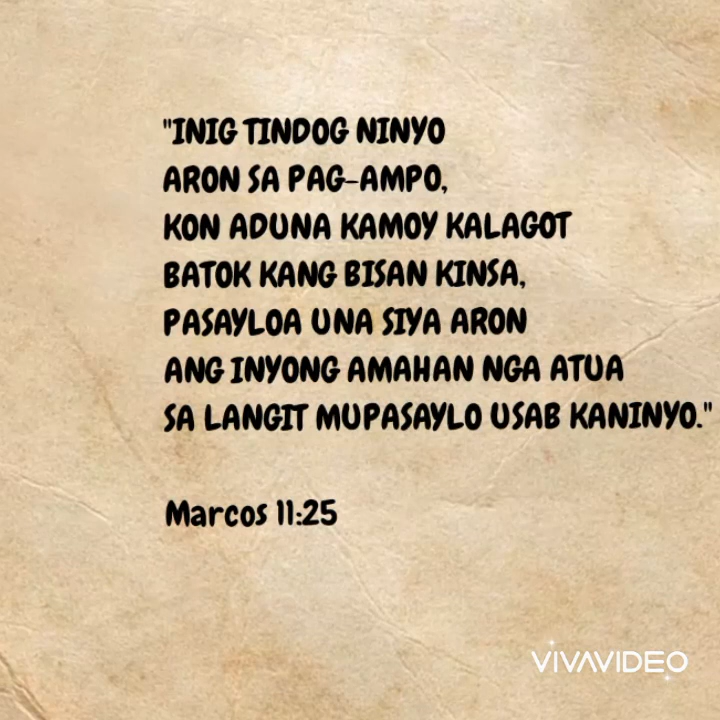 "INIG TINDOG NINYO
ARON SA PAG-AMPO,
KON ADUNA KAMOY KALAGOT
BATOK KANG BISAN KINSA,
PASAYLOA UNA SIYA ARON
ANG INYONG AMAHAN NGA ATUA
SA LANGIT MUPASAYLO USAB KANINYO."
Marcos 11:25
VIVAVIDEO